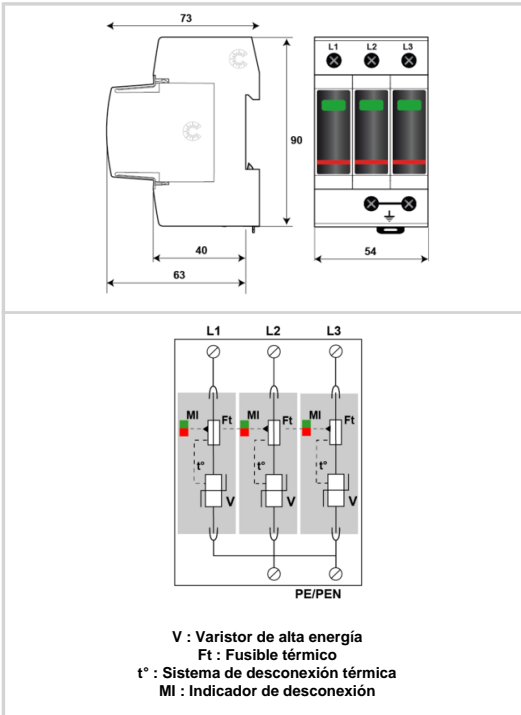 73
L1 L2 L3
90
40
63
54
L1 L2 L3
MI Ft MI Ft MI Ft
t° t° t°
V V V
PE/PEN
V : Varistor de alta energía
Ft : Fusible térmico
t° : Sistema de desconexión térmica
MI : Indicador de desconexión